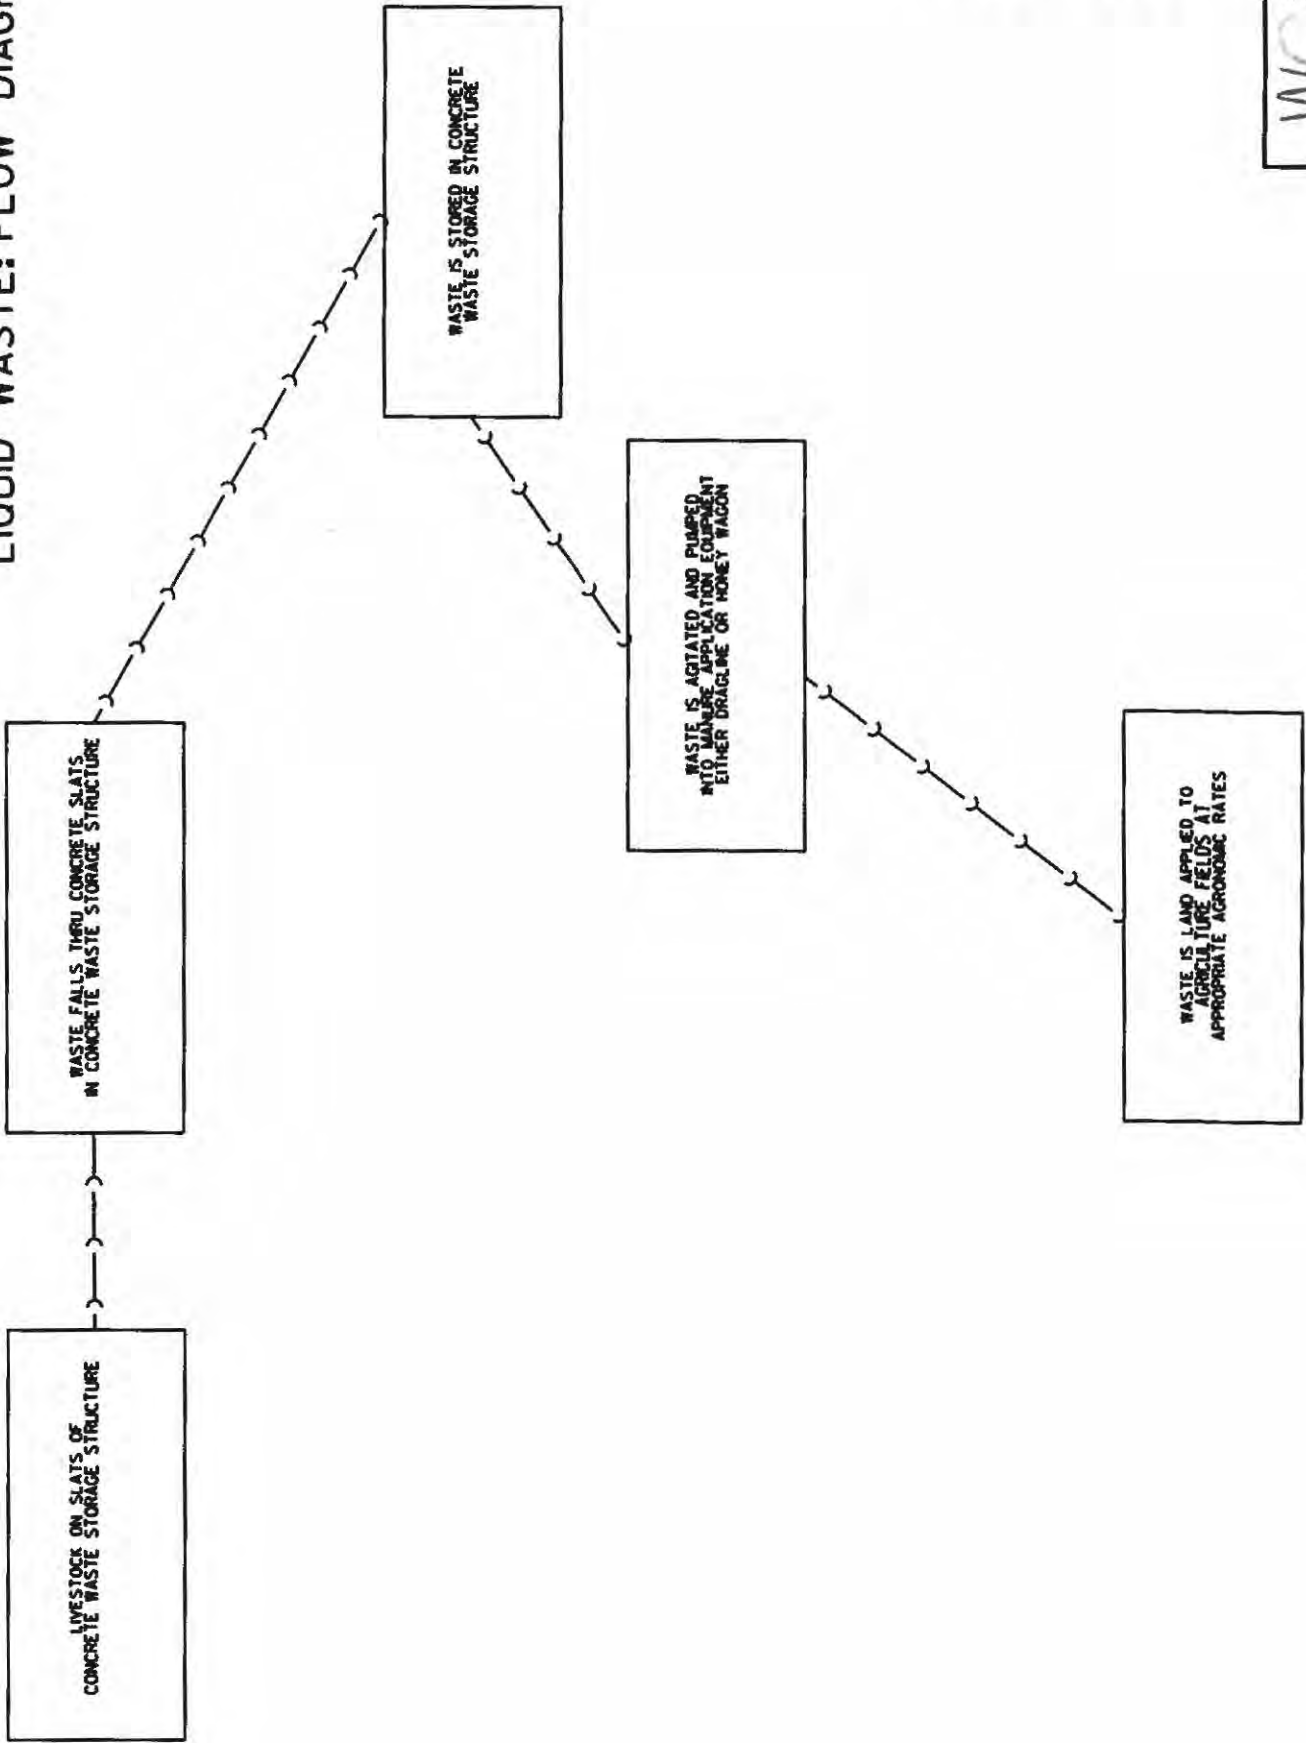 LIQUID WASTE: FLOW
LIVESTOCK ON SLATS OF
CONCRETE WASTE STORAGE STRUCTURE
WASTE FALLS THRU CONCRETE SLATS
IN CONCRETE WASTE STORAGE STRUCTURE
WASTE IS STORED IN CONCRETE
WASTE STORAGE STRUCTURE
WASTE IS AGITATED AND PUMPED
INTO MANURE APPLICATION EQUIPMENT
EITHER DRAGLINE OR HONEY WAGON
WASTE IS LAND APPLIED TO
AGRICULTURE FIELDS AT
APPROPRIATE AGRONOMIC RATES